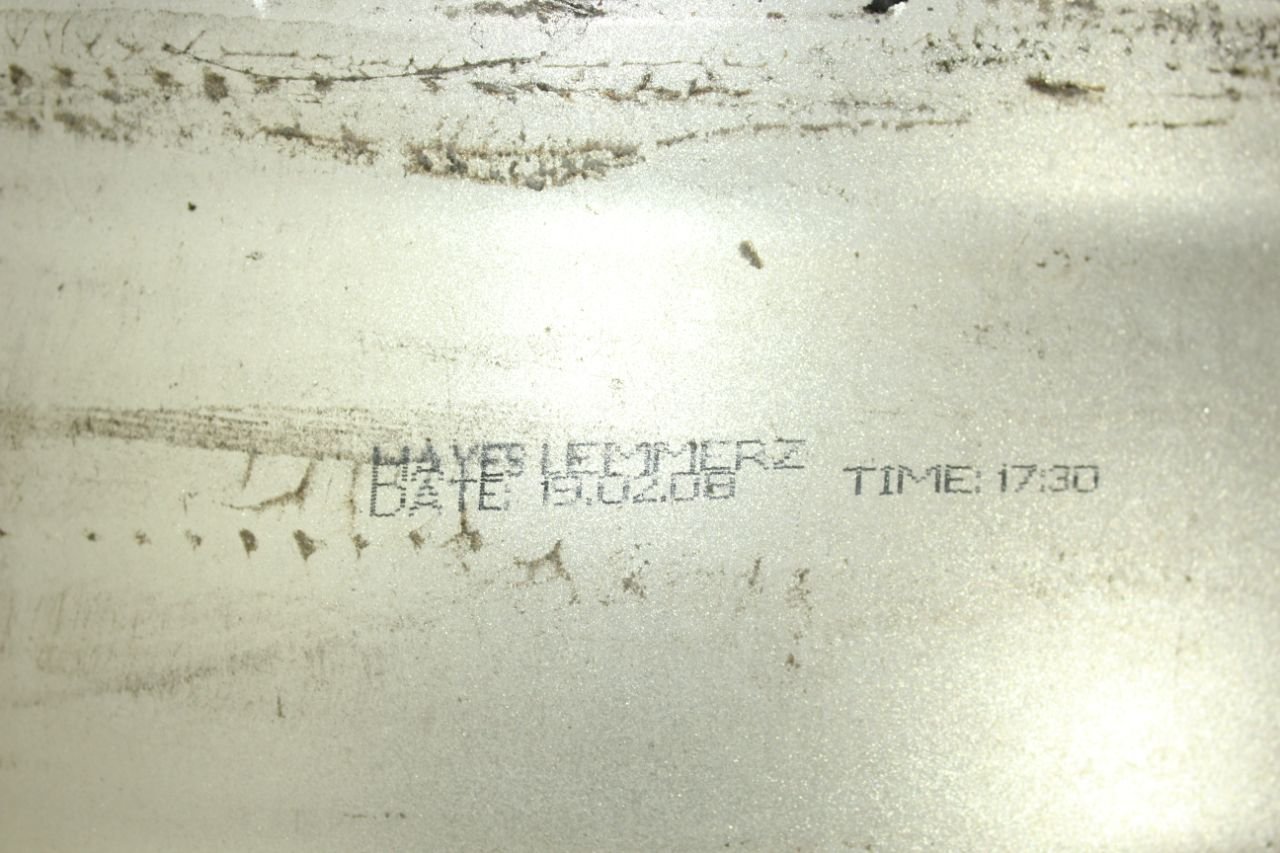 HAYES LEMMERZ
DATE: 19.02.08 TIME: 17:30